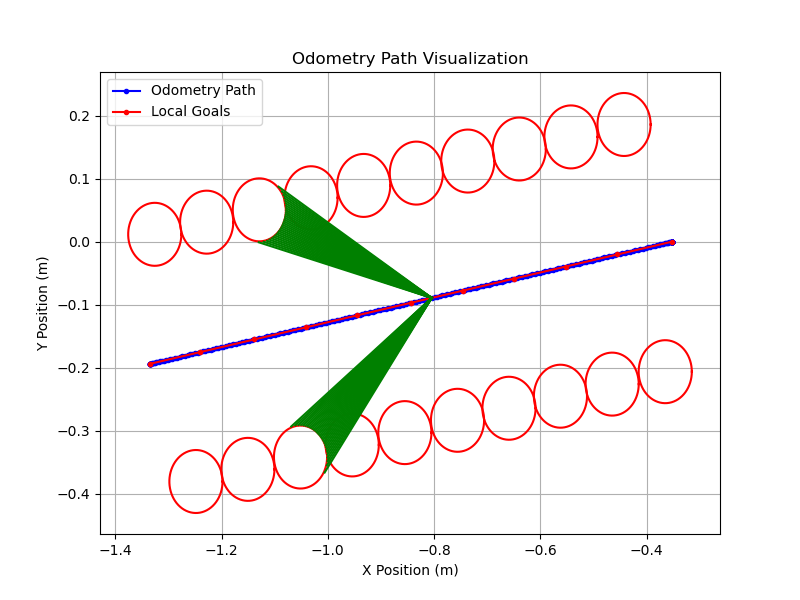 Odometry Path Visualization
Odometry Path
Local Goals
Y Position (m)
0.2
0.1
0.0
−0.1
−0.2
−0.3
−0.4
−1.4 −1.2 −1.0 −0.8 −0.6 −0.4
X Position (m)